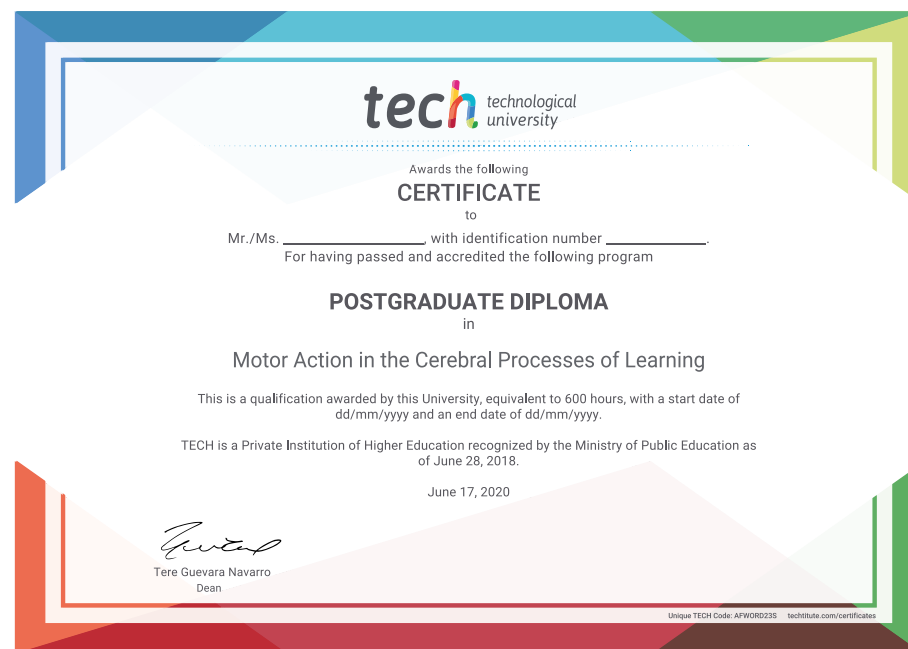 tech technological
university
Awards the following
CERTIFICATE
to
Mr./Ms. ____________________, with identification number ______________.
For having passed and accredited the following program
POSTGRADUATE DIPLOMA
in
Motor Action in the Cerebral Processes of Learning
This is a qualification awarded by this University, equivalent to 600 hours, with a start date of
dd/mm/yyyy and an end date of dd/mm/yyyy.
TECH is a Private Institution of Higher Education recognized by the Ministry of Public Education as
of June 28, 2018.
June 17, 2020
Tere Guevara Navarro
Dean
Unique TECH Code: AFWORD23S techtitute.com/certificates